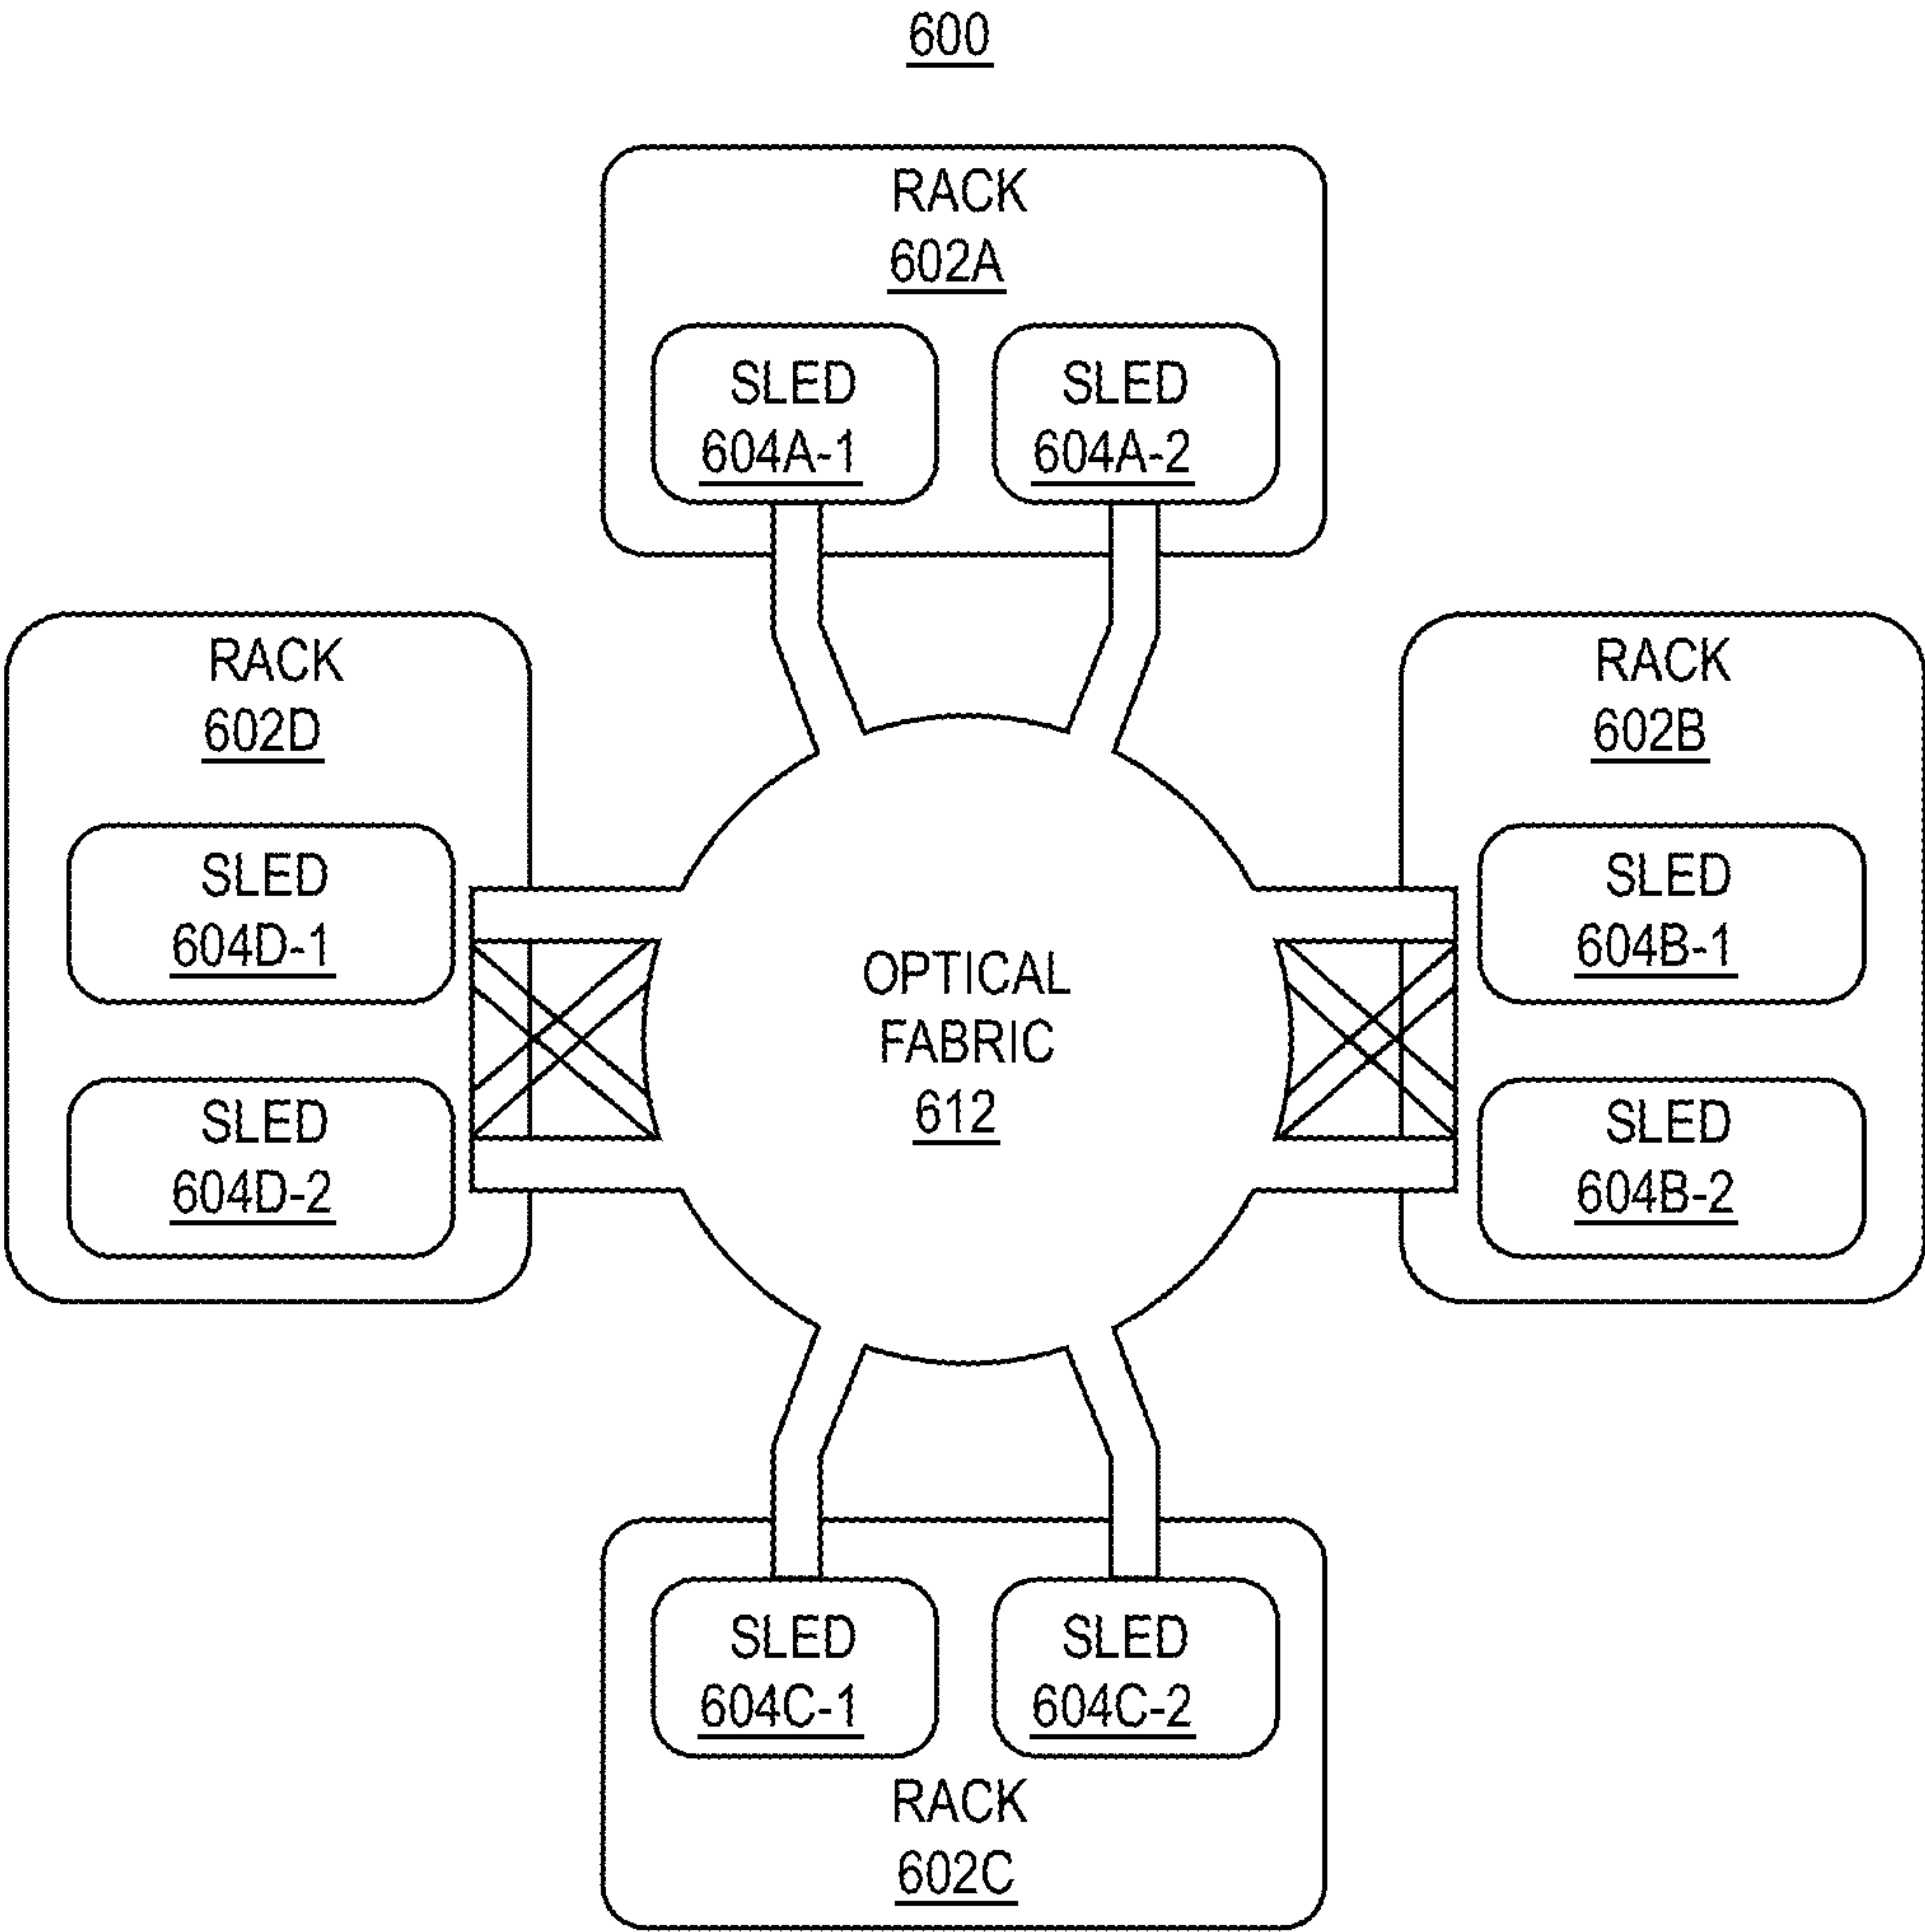 600
RACK
602A
SLED
604A-1
SLED
604A-2
RACK
602D
SLED
604D-1
SLED
604D-2
OPTICAL
FABRIC
612
RACK
602B
SLED
604B-1
SLED
604B-2
SLED
604C-1
SLED
604C-2
RACK
602C